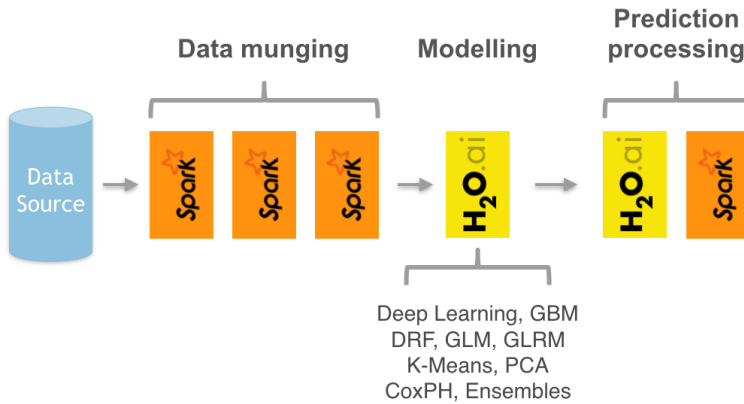 Data munging
Modelling
Prediction
processing
Data
Source
Spark
Spark
Spark
H₂O.ai
H₂O.ai
Spark
Deep Learning, GBM
DRF, GLM, GLRM
K-Means, PCA
CoxPH, Ensembles